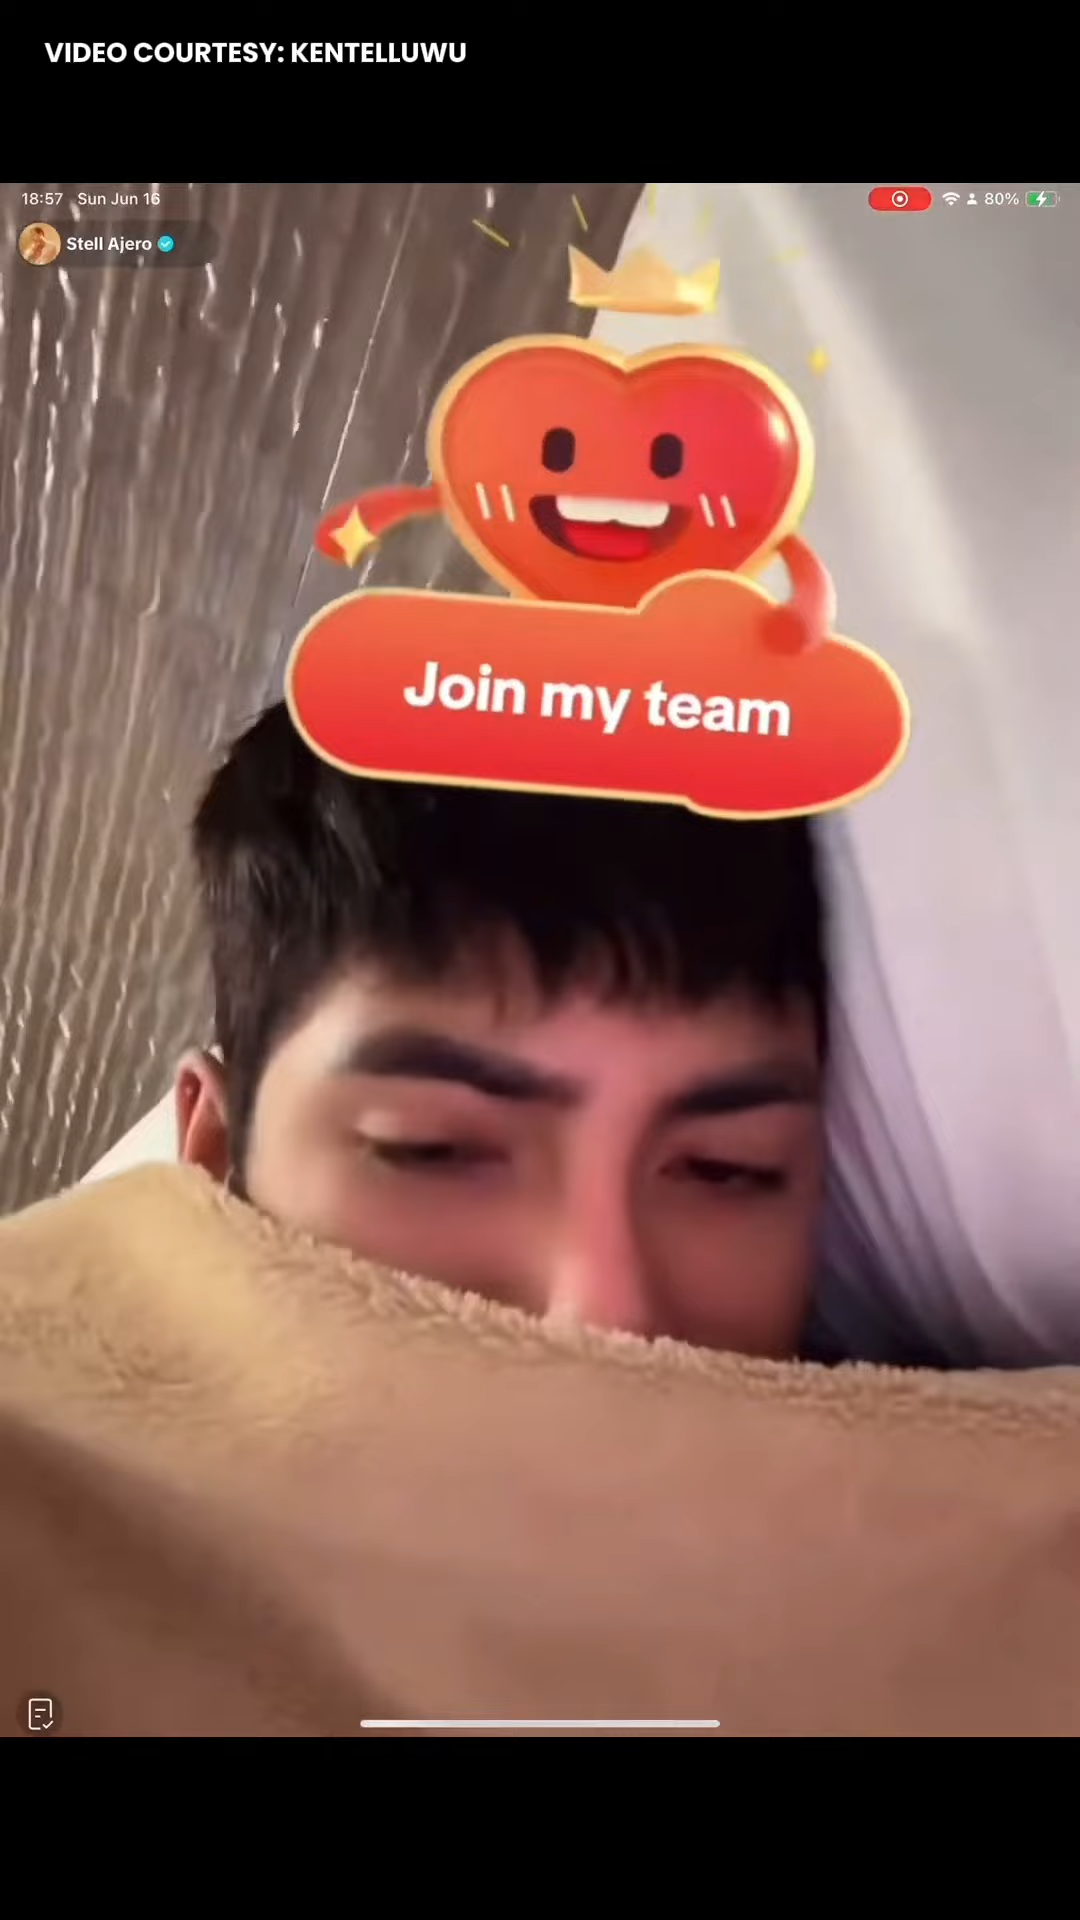 VIDEO COURTESY: KENTELLUWU
18:57 Sun Jun 16
80%
Stell Ajero
Join my team